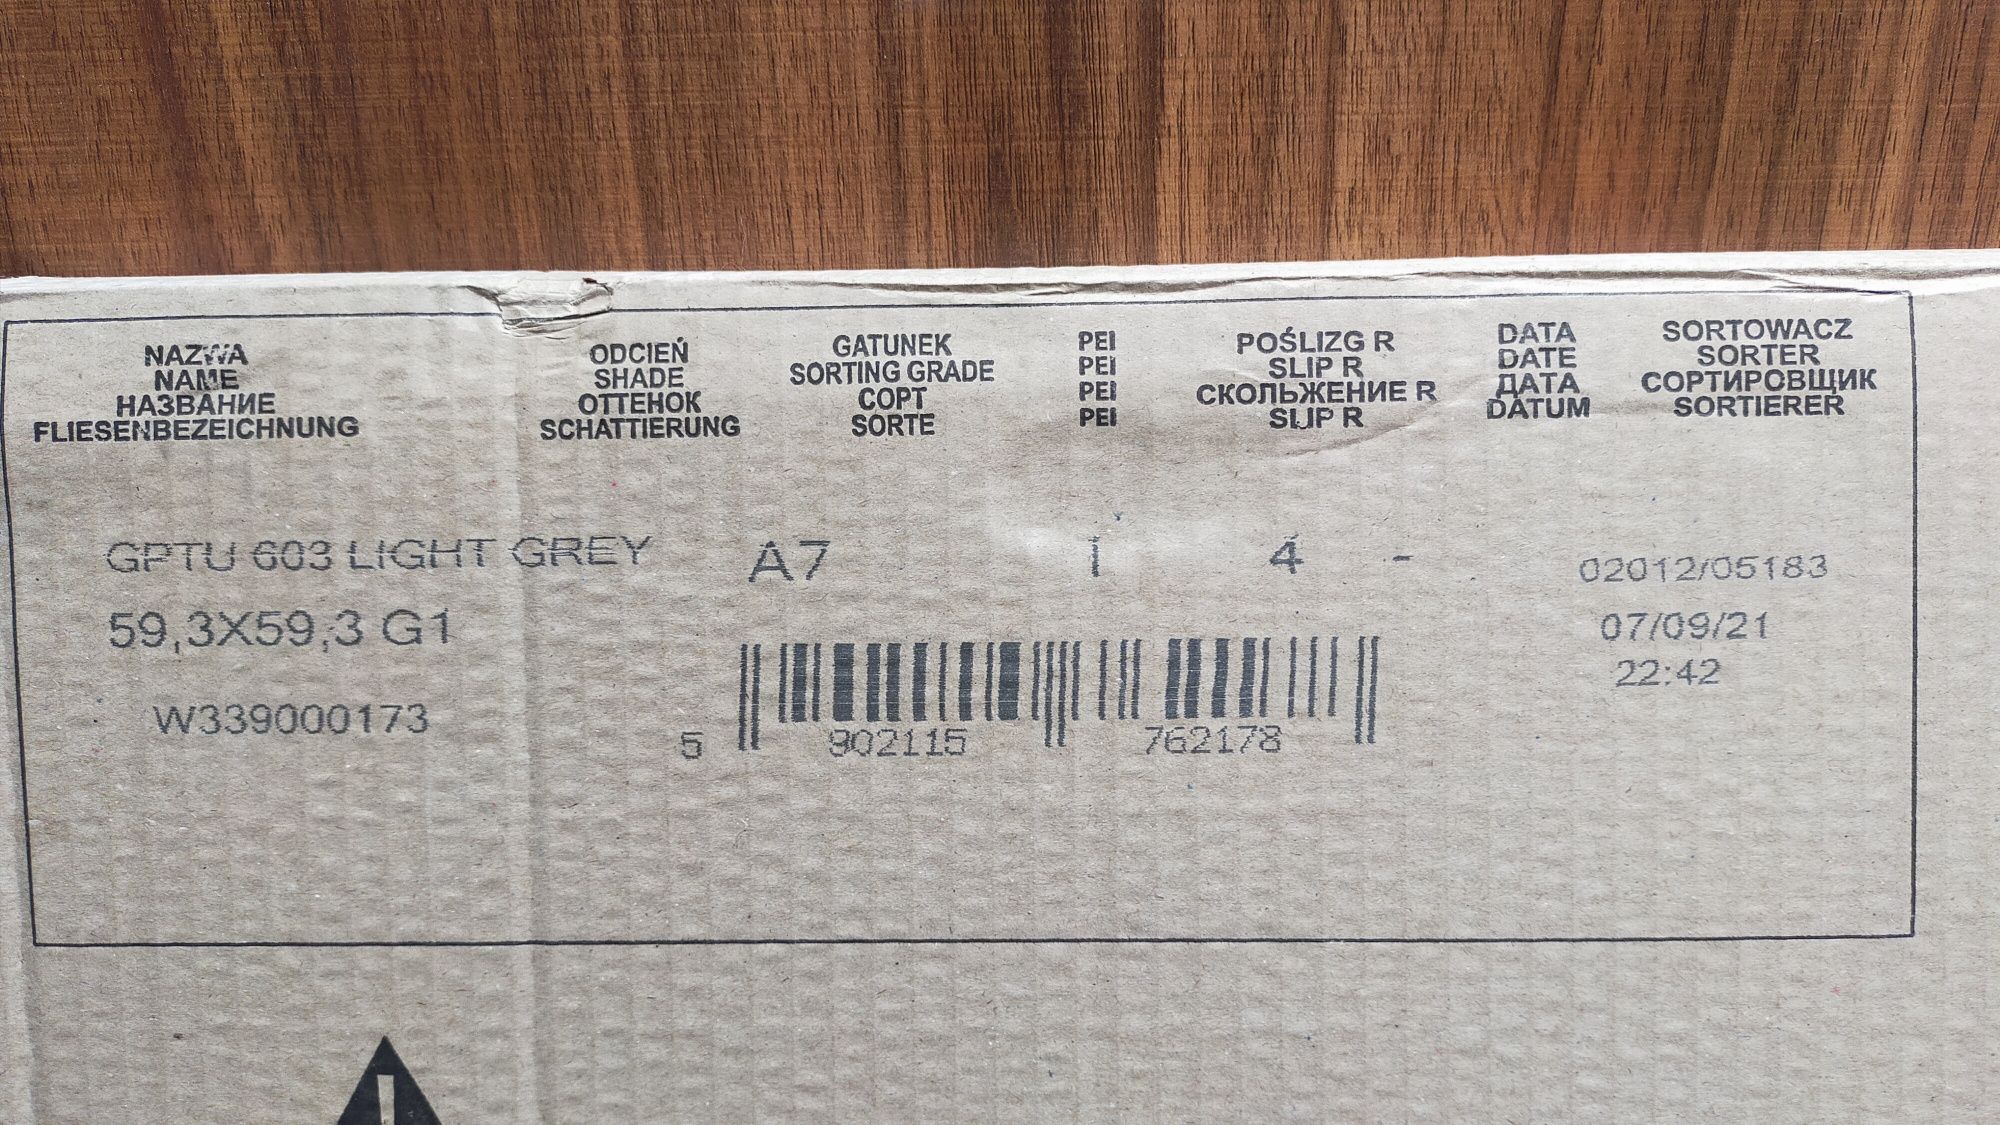 NAZWA
NAME
НАЗВАНИЕ
FLIESENBEZEICHNUNG
ODCIEŃ
SHADE
ОТТЕНОК
SCHATTIERUNG
GATUNEK
SORTING GRADE
СОРТ
SORTE
PEI
PEI
PEI
PEI
POŚLIZG R
SLIP R
СКОЛЬЖЕНИЕ R
SLIP R
DATA
DATE
ДАТА
DATUM
SORTOWACZ
SORTER
СОРТИРОВЩИК
SORTIERER
GPTU 603 LIGHT GREY A7 I 4 - 02012/05183
59,3X59,3 G1
07/09/21
22:42
W339000173
5 902115 762178